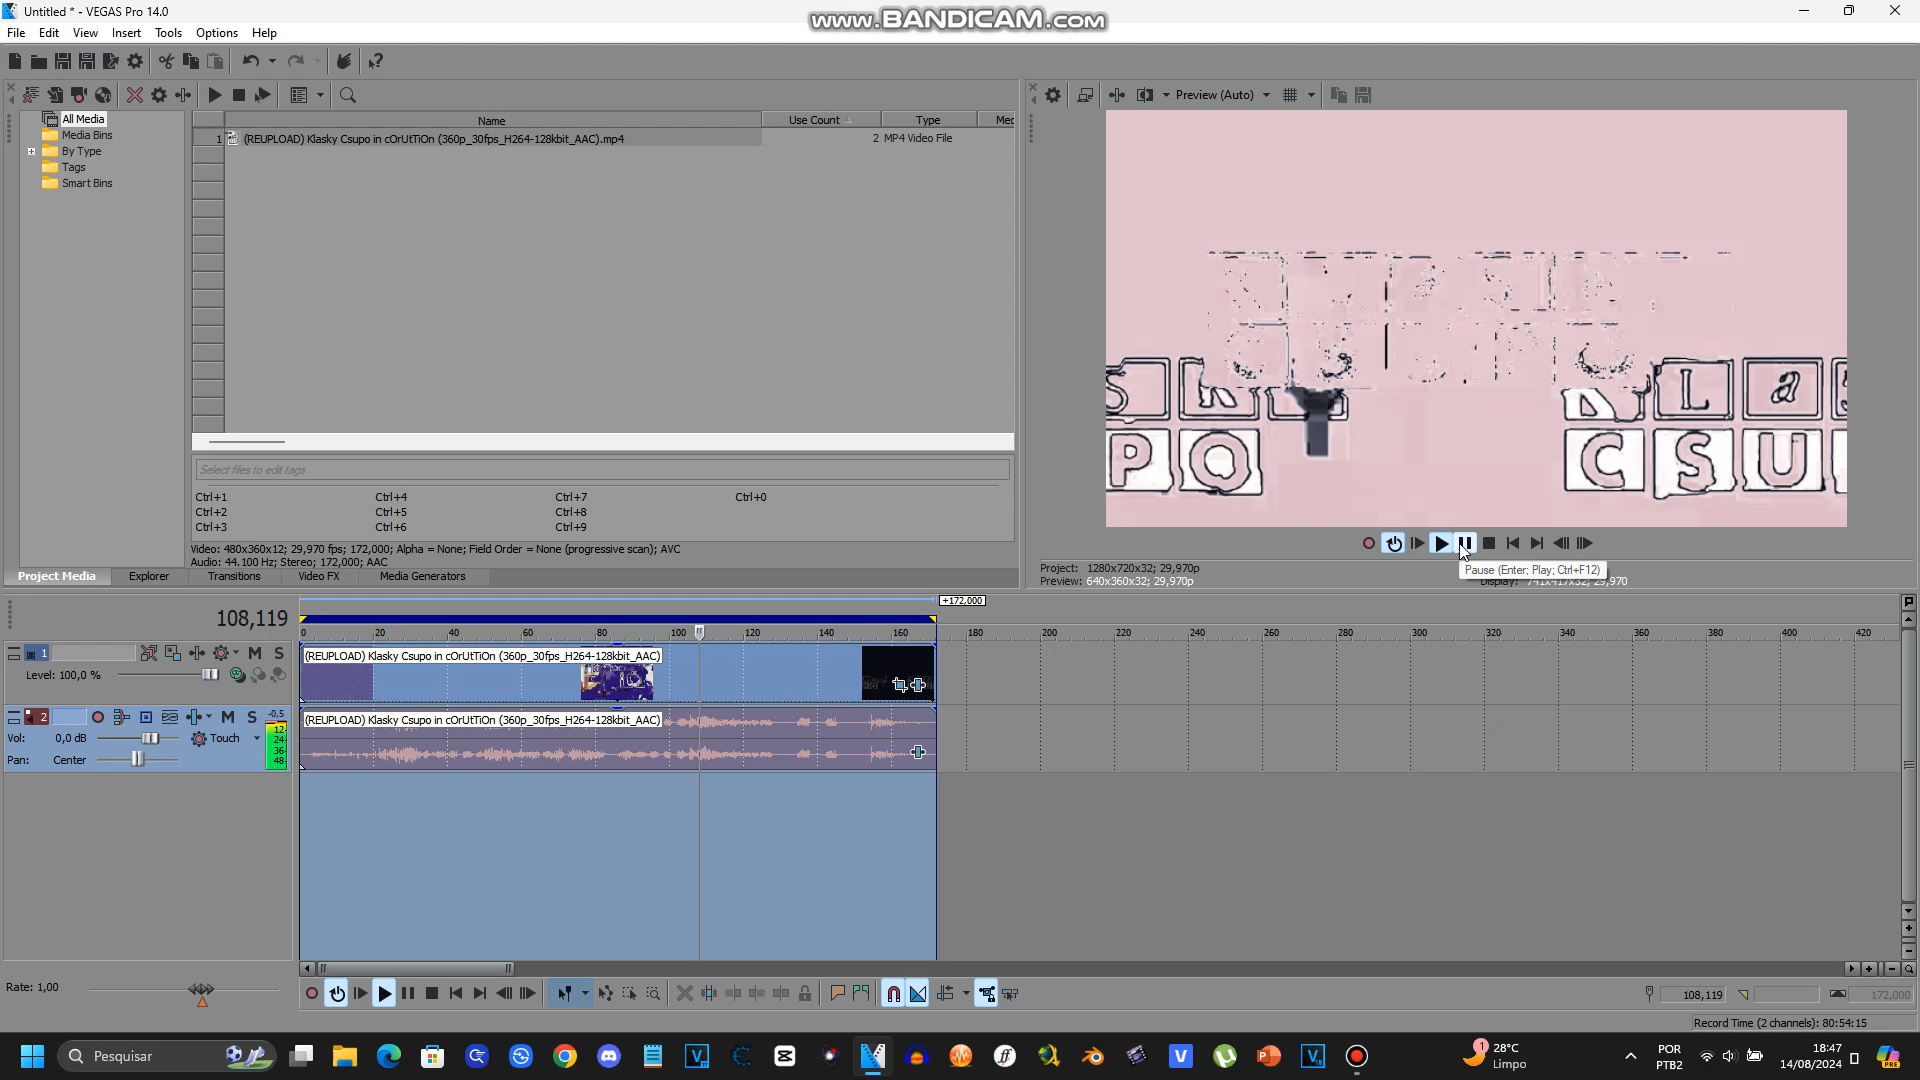 Untitled * - VEGAS Pro 14.0
www.BANDICAM.com
File Edit View Insert Tools Options Help
Preview (Auto)
All Media
Media Bins
By Type
Tags
Smart Bins
Name Use Count Type Med
1 (REUPLOAD) Klasky Csupo in cOrUtTiOn (360p_30fps_H264-128kbit_AAC).mp4 2 MP4 Video File
Select files to edit tags
Ctrl+1 Ctrl+4 Ctrl+7 Ctrl+0
Ctrl+2 Ctrl+5 Ctrl+8
Ctrl+3 Ctrl+6 Ctrl+9
Video: 480x360x12; 29,970 fps; 172,000; Alpha = None; Field Order = None (progressive scan); AVC
Audio: 44.100 Hz; Stereo; 172,000; AAC
Project Media Explorer Transitions Video FX Media Generators
S K L a
P O C S U
Pause (Enter; Play; Ctrl+F12)
Project: 1280x720x32; 29,970p
Preview: 640x360x32; 29,970p
Display: 741x417x32; 29,970
108,119
+172,000
0 20 40 60 80 100 120 140 160 180 200 220 240 260 280 300 320 340 360 380 400 420
1 M S
Level: 100,0 %
(REUPLOAD) Klasky Csupo in cOrUtTiOn (360p_30fps_H264-128kbit_AAC)
2 M S -0,5
Vol: 0,0 dB Touch
Pan: Center
12
24
36
48
(REUPLOAD) Klasky Csupo in cOrUtTiOn (360p_30fps_H264-128kbit_AAC)
Rate: 1,00
108,119 172,000
Record Time (2 channels): 80:54:15
Pesquisar
1 28°C
Limpo
POR
PTB2
18:47
14/08/2024
PRE